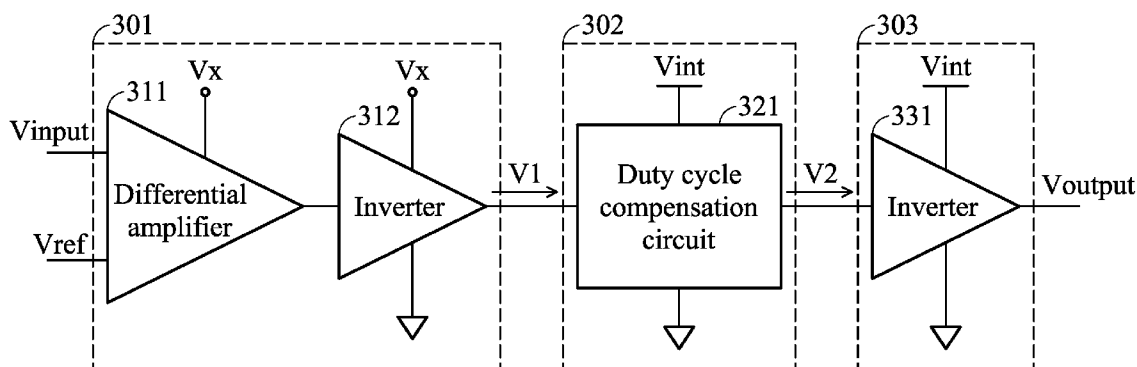 301
302
303
Vx
Vx
Vint
Vint
311
312
321
331
Vinput
V1
V2
Differential
amplifier
Inverter
Duty cycle
compensation
circuit
Inverter
Voutput
Vref